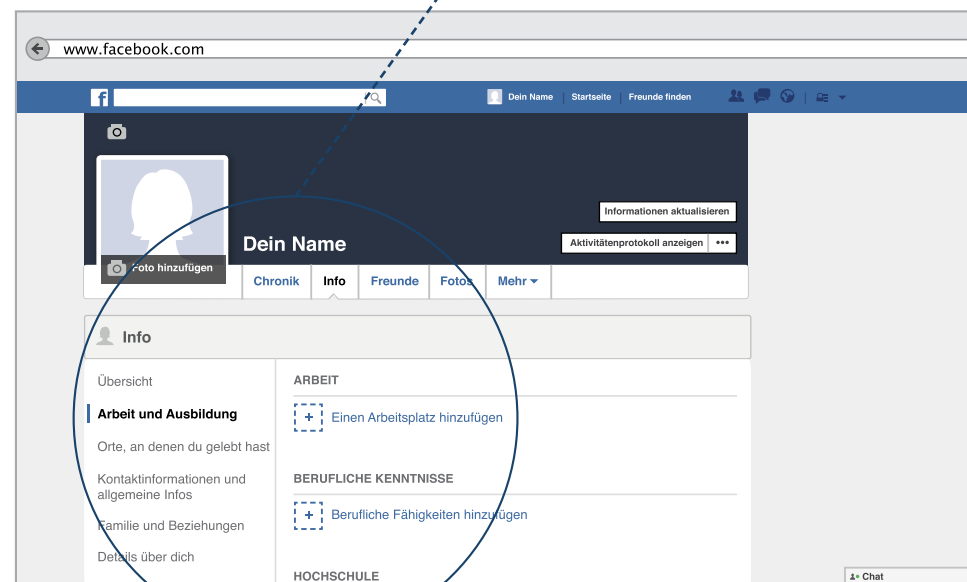 www.facebook.com
f
Dein Name Startseite Freunde finden
Informationen aktualisieren
Dein Name
Aktivitätenprotokoll anzeigen •••
Foto hinzufügen
Chronik Info Freunde Fotos Mehr
Info
Übersicht
Arbeit und Ausbildung
Orte, an denen du gelebt hast
Kontaktinformationen und
allgemeine Infos
Familie und Beziehungen
Details über dich
ARBEIT
+ Einen Arbeitsplatz hinzufügen
BERUFLICHE KENNTNISSE
+ Berufliche Fähigkeiten hinzufügen
HOCHSCHULE
Chat